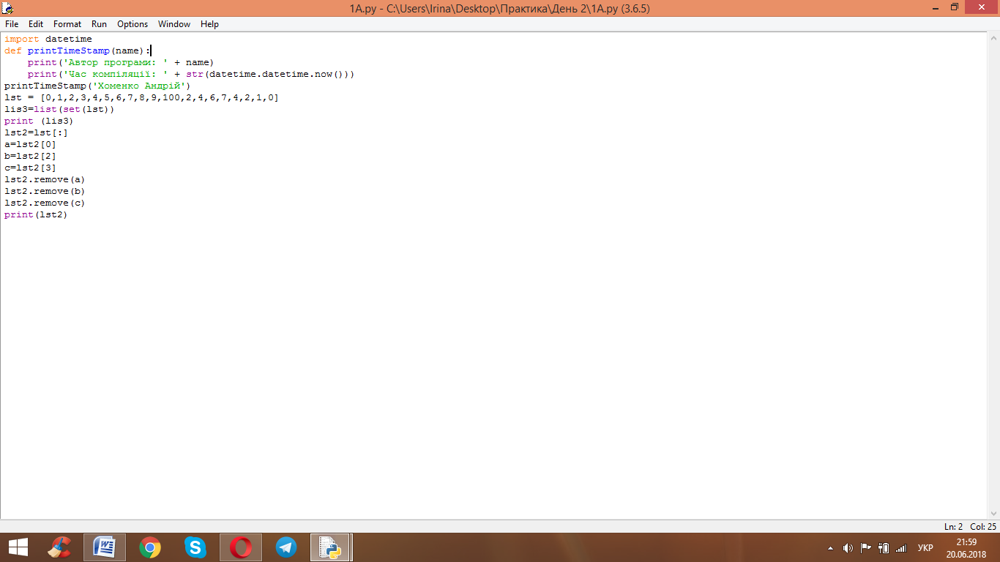 1A.py - C:\Users\Irina\Desktop\Практика\День 2\1A.py (3.6.5)
File Edit Format Run Options Window Help
import datetime
def printTimeStamp(name):
    print('Автор програми: ' + name)
    print('Час компіляції: ' + str(datetime.datetime.now()))
printTimeStamp('Хоменко Андрій')
lst = [0,1,2,3,4,5,6,7,8,9,100,2,4,6,7,4,2,1,0]
lis3=list(set(lst))
print (lis3)
lst2=lst[:]
a=lst2[0]
b=lst2[2]
c=lst2[3]
lst2.remove(a)
lst2.remove(b)
lst2.remove(c)
print(lst2)
Ln: 2 Col: 25
УКР
21:59
20.06.2018